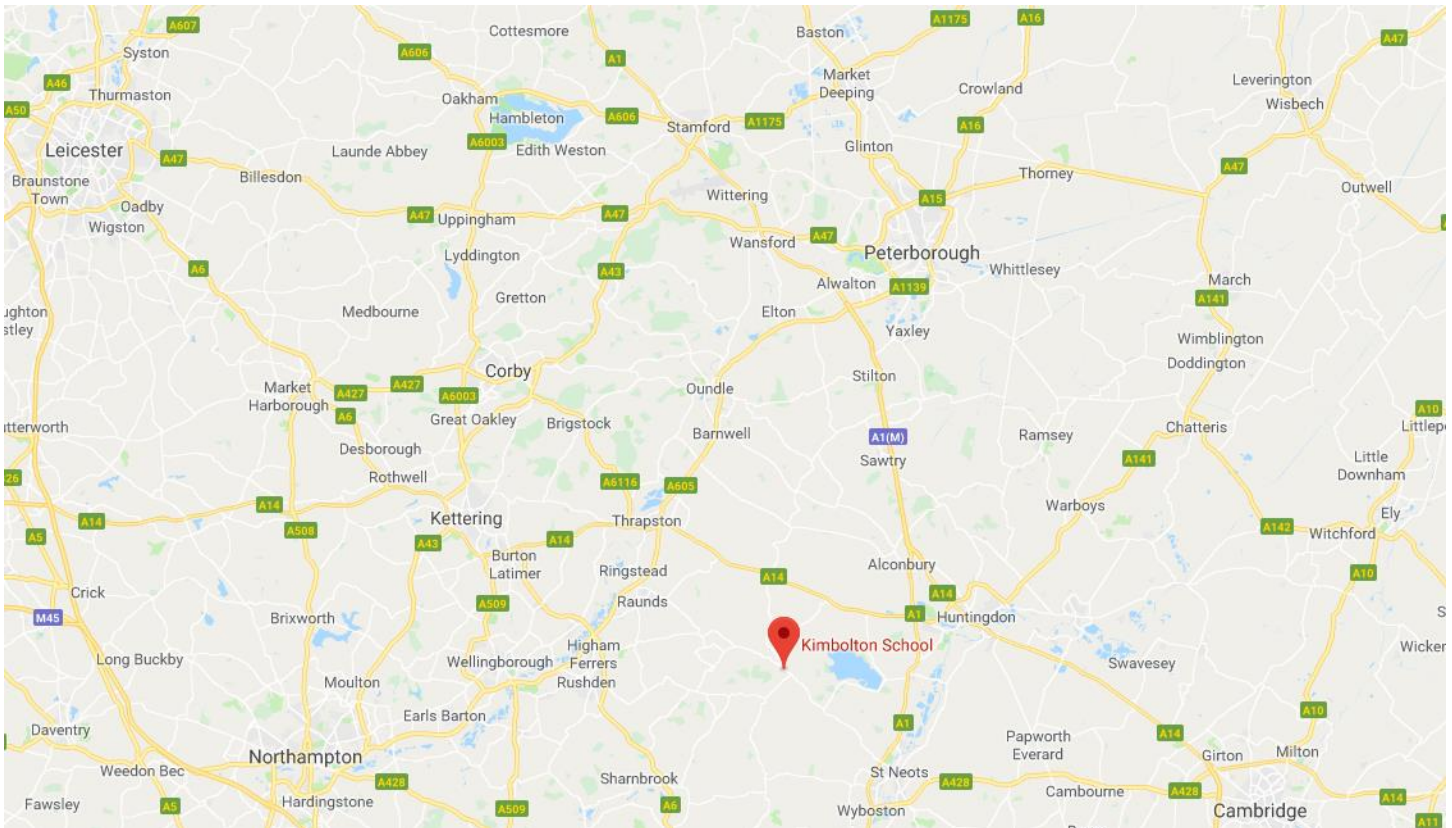 A607
Cottesmore
Baston
A1175
A16
A47
Syston
A606
A1
Leverington
Wisbech
A46
Thurmaston
Oakham
Market
Deeping
Crowland
A50
Hambleton
A606
Stamford
A1175
A16
Leicester
A47
Launde Abbey
A6003
Edith Weston
Glinton
Thorney
A47
Braunstone
Town
Billesdon
Wittering
A15
Outwell
Oadby
Wigston
A47
Uppingham
A47
Wansford
A47
Peterborough
A6
Lyddington
A43
Alwalton
A1139
Whittlesey
March
A141
Medbourne
Gretton
Elton
Yaxley
ughton
stley
Wimblington
Doddington
Corby
Stilton
Market
Harborough
A427
A427
A6003
Oundle
A10
Littlepo
A6
Great Oakley
Brigstock
Barnwell
A1(M)
Ramsey
Chatteris
utterworth
Desborough
Sawtry
A141
Little
Downham
Rothwell
A6116
A605
Warboys
26
A14
A14
A508
Kettering
Thrapston
A142
Ely
Witchford
A5
A43
Burton
Latimer
A14
Ringstead
Alconbury
A14
A14
A10
Crick
M45
Brixworth
A509
Raunds
A1
Huntingdon
Long Buckby
Wellingborough
Higham
Ferrers
Rushden
Kimbolton School
Swavesey
Wicker
Moulton
Earls Barton
A1
A10
Daventry
Northampton
Papworth
Everard
A14
Girton
Milton
Weedon Bec
A428
Sharnbrook
St Neots
A428
Cambourne
A428
A14
Fawsley
A5
Hardingstone
A509
A6
Wyboston
Cambridge
A11